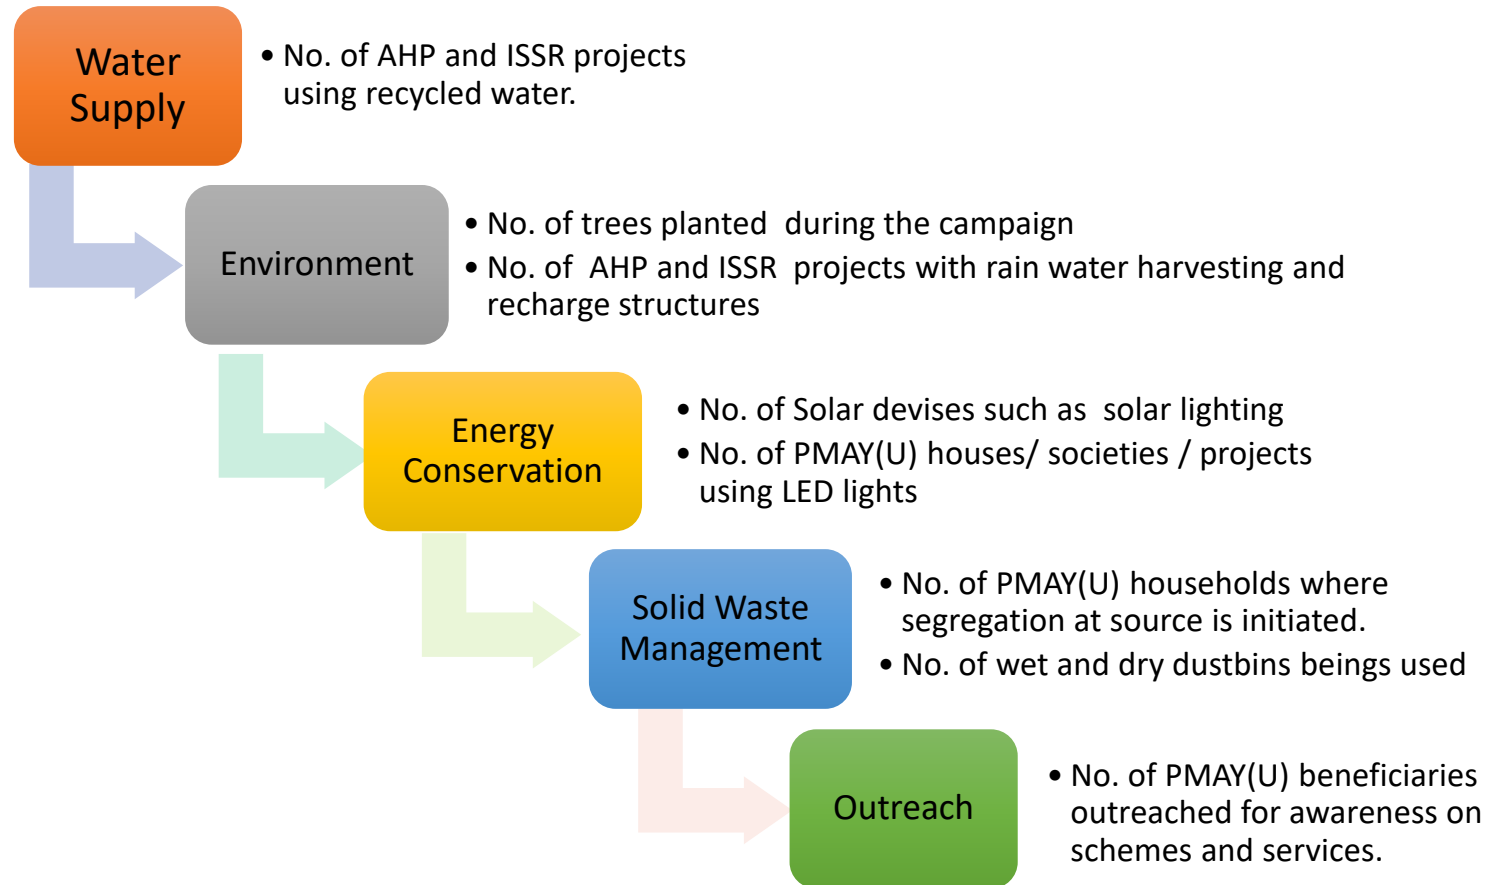 Water
Supply
• No. of AHP and ISSR projects
using recycled water.
Environment
• No. of trees planted during the campaign
• No. of AHP and ISSR projects with rain water harvesting and
recharge structures
Energy
Conservation
• No. of Solar devises such as solar lighting
• No. of PMAY(U) houses/ societies / projects
using LED lights
Solid Waste
Management
• No. of PMAY(U) households where
segregation at source is initiated.
• No. of wet and dry dustbins beings used
Outreach
• No. of PMAY(U) beneficiaries
outreached for awareness on
schemes and services.